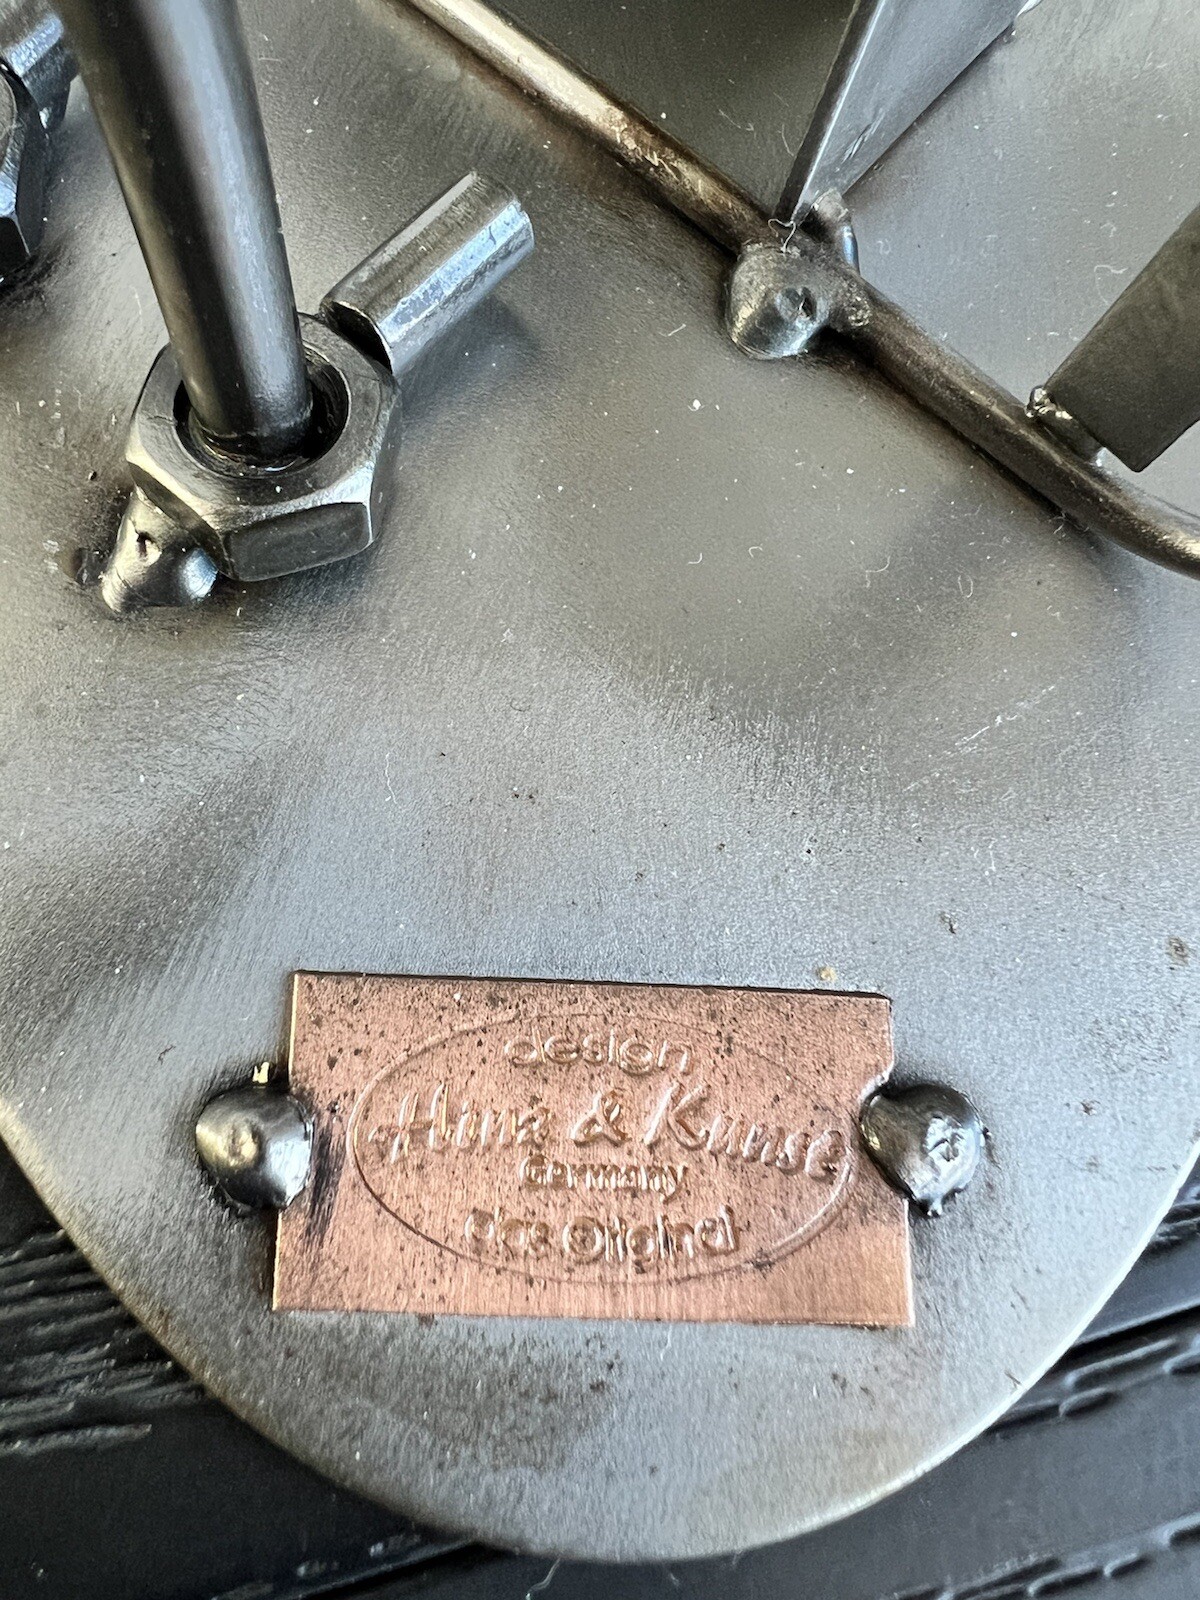 design
Hinz & Kunst
Germany
das Original